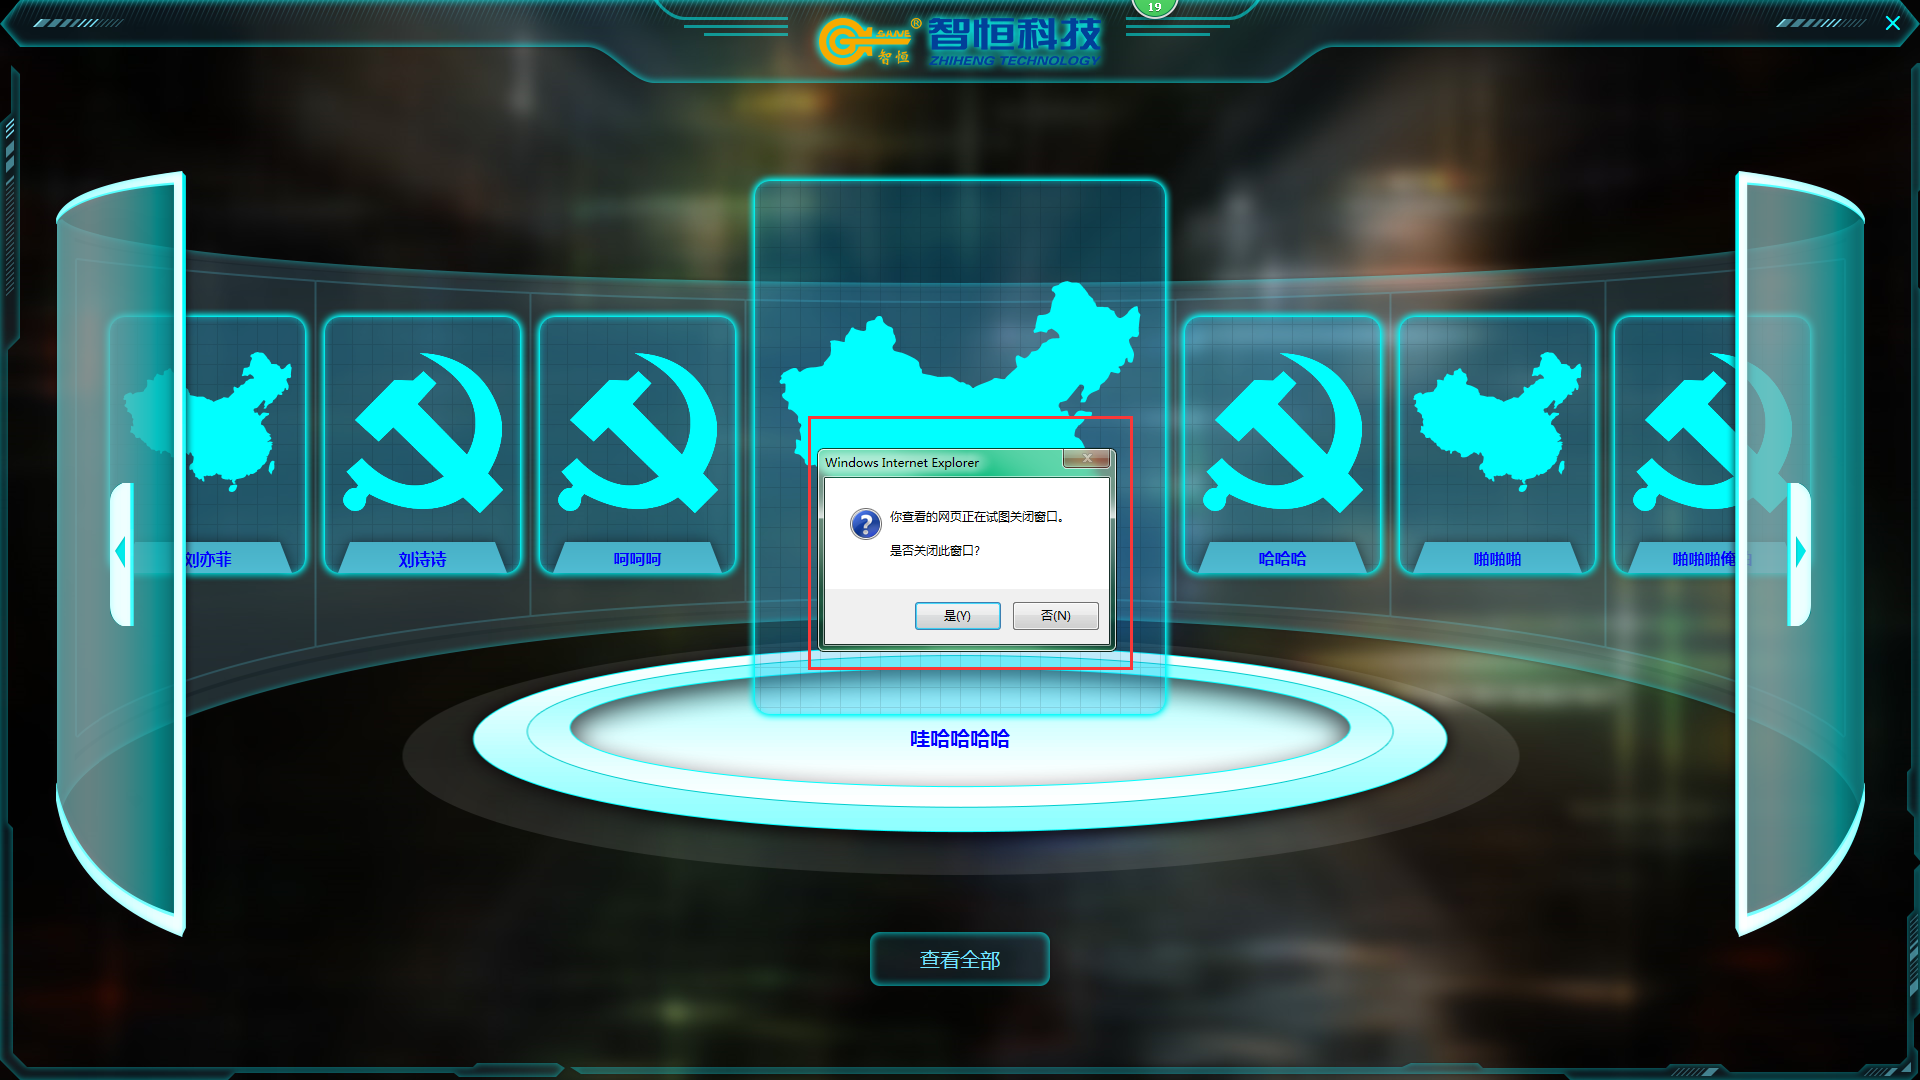 19
SAIVE
®
智恒
智恒科技
ZHIHENG TECHNOLOGY
刘亦菲
刘诗诗
呵呵呵
哈哈哈
啪啪啪
啪啪啪俺
Windows Internet Explorer
你查看的网页正在试图关闭窗口。
是否关闭此窗口?
是(Y)
否(N)
哇哈哈哈哈
查看全部